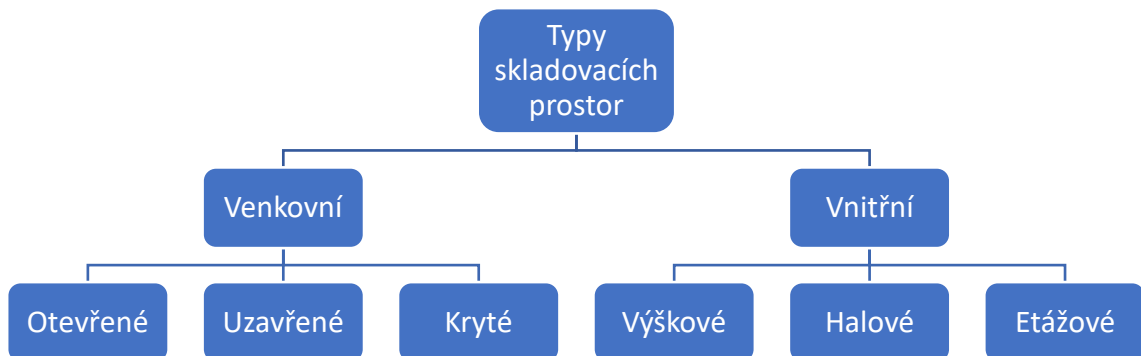 Typy
skladovacích
prostor
Venkovní
Vnitřní
Otevřené
Uzavřené
Kryté
Výškové
Halové
Etážové